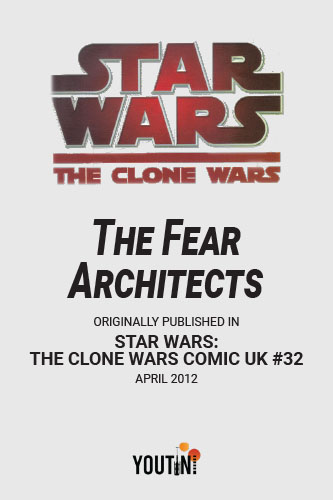 STAR
WARS
THE CLONE WARS
THE FEAR
ARCHITECTS
ORIGINALLY PUBLISHED IN
STAR WARS:
THE CLONE WARS COMIC UK #32
APRIL 2012
YOUTINI